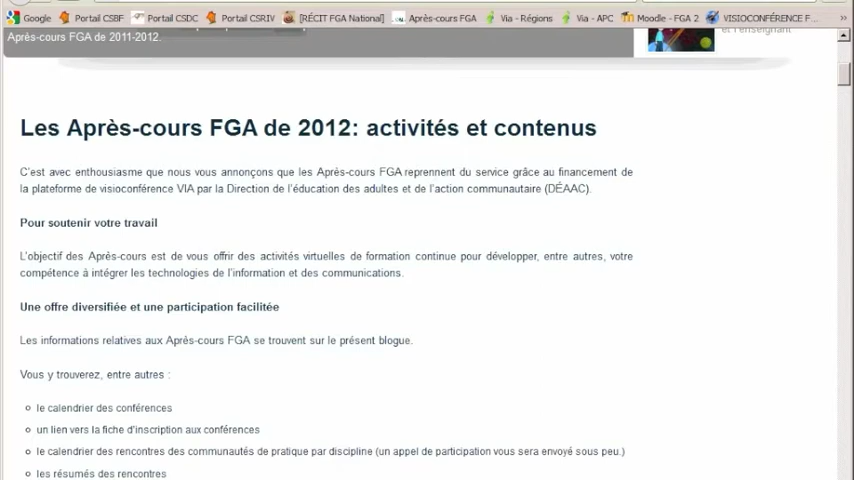 Google Portail CSBF Portail CSDC Portail CSRIV [RÉCIT FGA National] Après-cours FGA Via - Régions Via - APC Moodle - FGA 2 VISIOCONFÉRENCE F...
Après-cours FGA de 2011-2012.
et l'enseignant
Les Après-cours FGA de 2012: activités et contenus
C'est avec enthousiasme que nous vous annonçons que les Après-cours FGA reprennent du service grâce au financement de
la plateforme de visioconférence VIA par la Direction de l'éducation des adultes et de l'action communautaire (DÉAAC).
Pour soutenir votre travail
L'objectif des Après-cours est de vous offrir des activités virtuelles de formation continue pour développer, entre autres, votre
compétence à intégrer les technologies de l'information et des communications.
Une offre diversifiée et une participation facilitée
Les informations relatives aux Après-cours FGA se trouvent sur le présent blogue.
Vous y trouverez, entre autres :
le calendrier des conférences
un lien vers la fiche d'inscription aux conférences
le calendrier des rencontres des communautés de pratique par discipline (un appel de participation vous sera envoyé sous peu.)
les résumés des rencontres